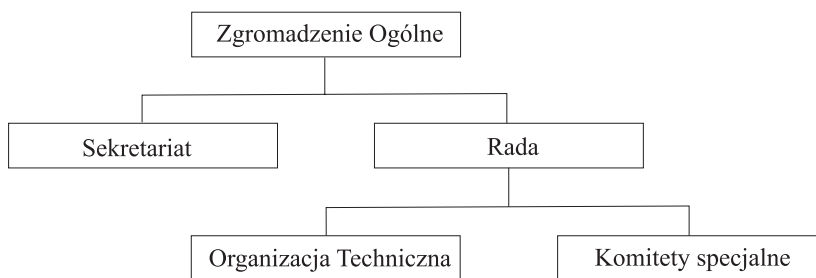 Zgromadzenie Ogólne
Sekretariat
Rada
Organizacja Techniczna
Komitety specjalne